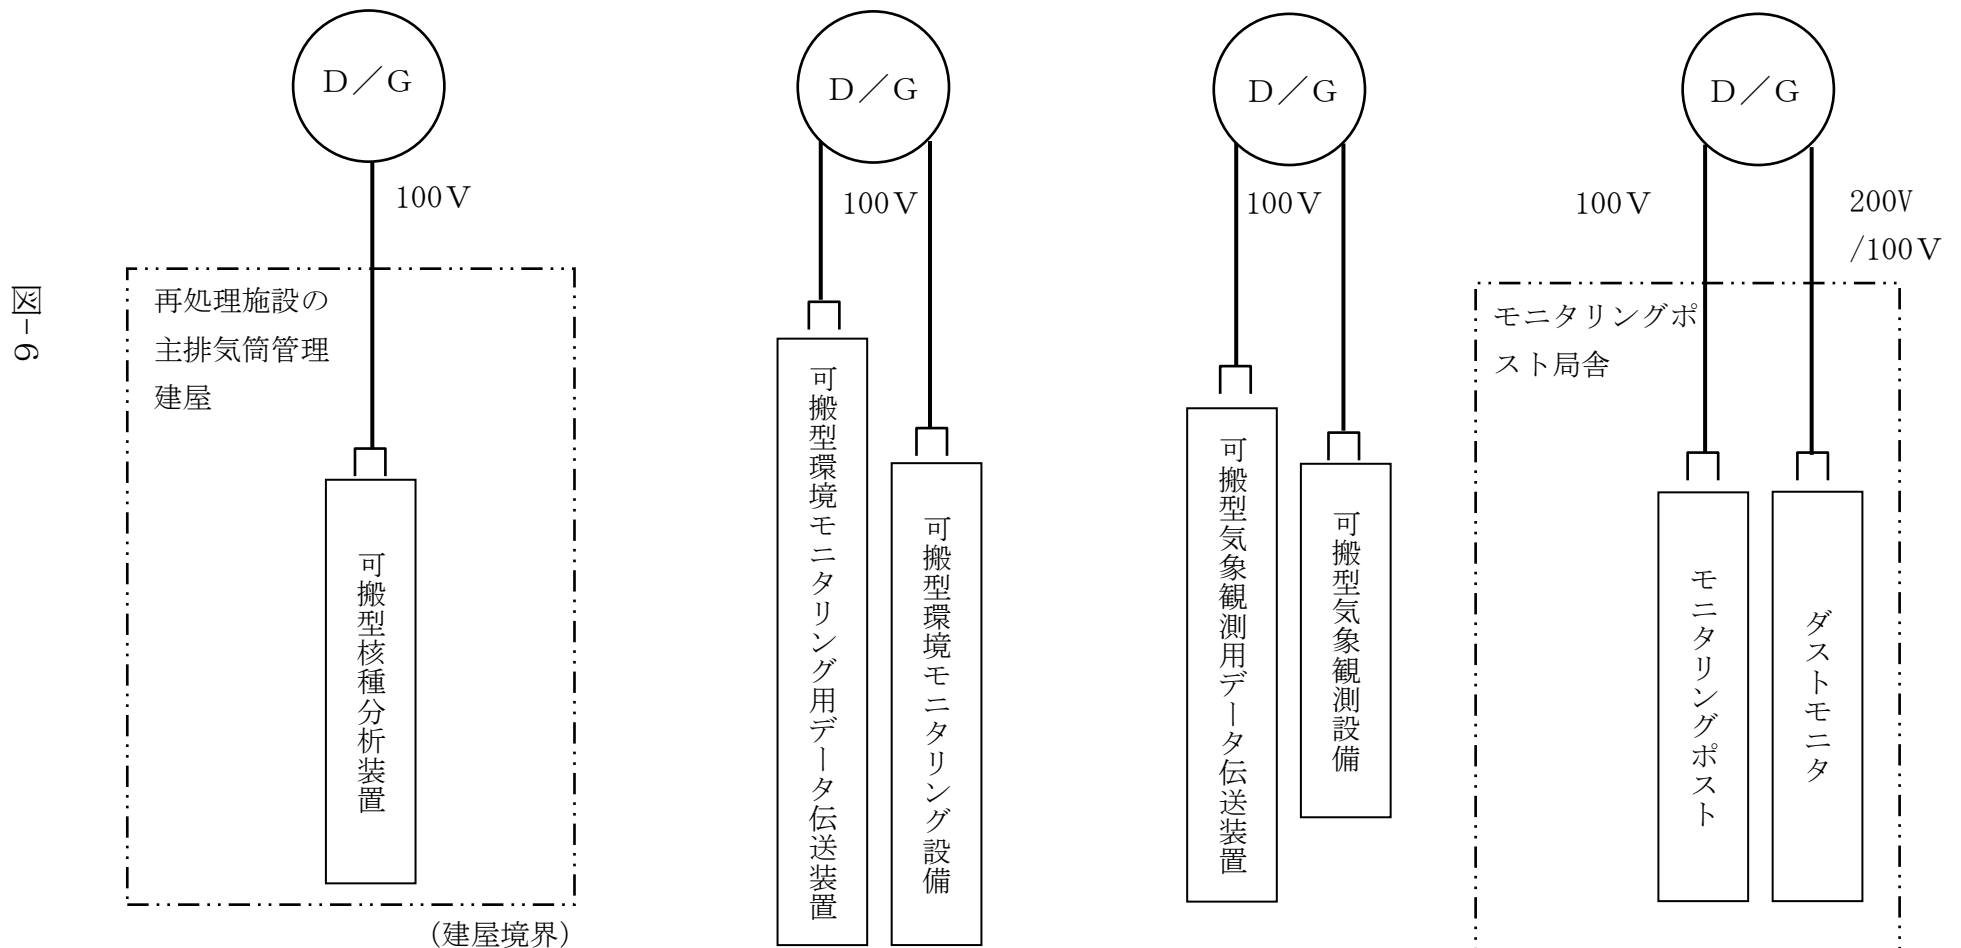 図-6
D／G
100V
再処理施設の
主排気筒管理
建屋
可搬型核種分析装置
(建屋境界)
D／G
100V
可搬型環境モニタリング用データ伝送装置
可搬型環境モニタリング設備
D／G
100V
可搬型気象観測用データ伝送装置
可搬型気象観測設備
D／G
100V
200V
/100V
モニタリングポ
スト局舎
モニタリングポスト
ダストモニタ